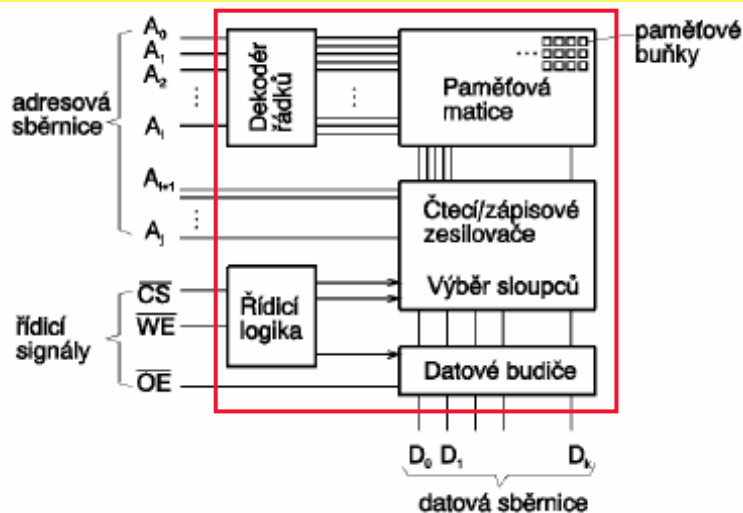 adresová
sběrnice
A₀
A₁
A₂
⋮
Aᵢ
Aᵢ₊₁
⋮
Aⱼ
řídicí
signály
CS
WE
OE
Dekodér
řádků
⋮
Paměťová
matice
...
paměťové
buňky
Čtecí/zápisové
zesilovače
Výběr sloupců
Řídicí
logika
Datové budiče
D₀ D₁ Dₖ
datová sběrnice